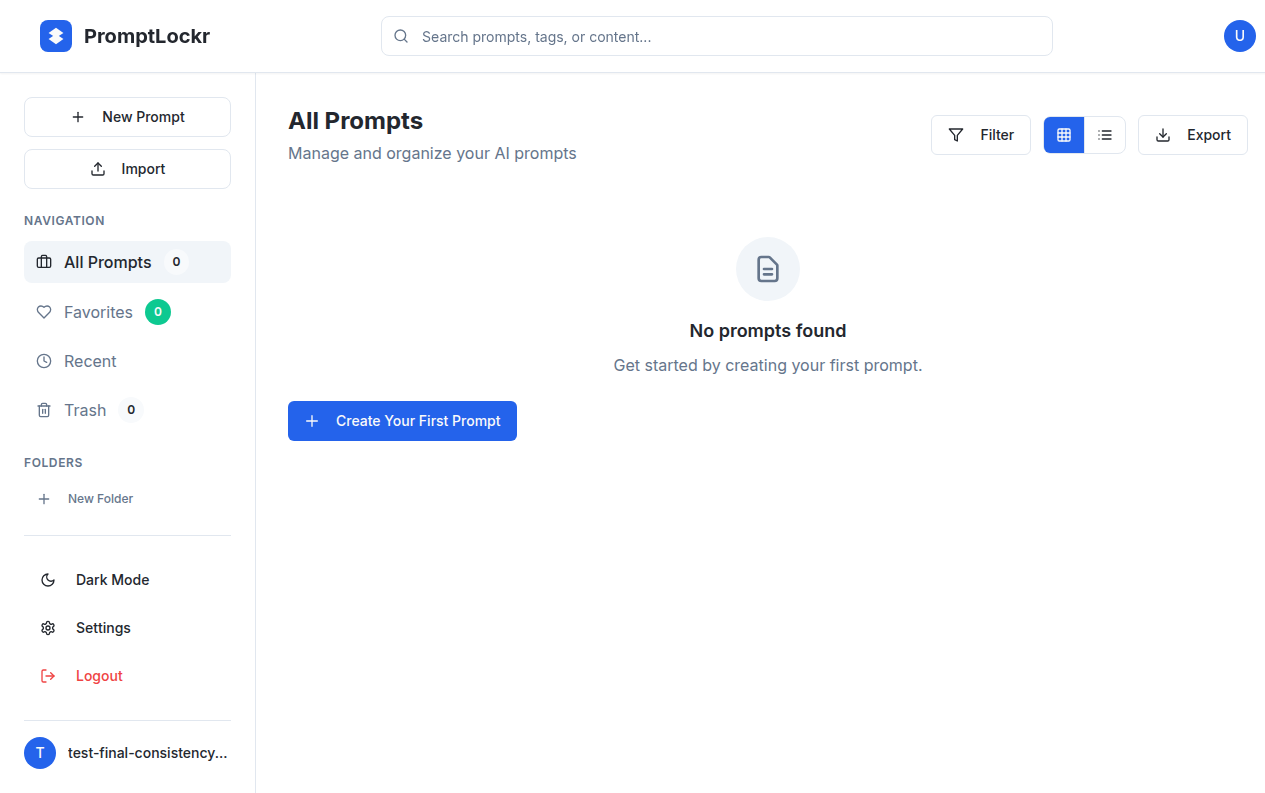 PromptLockr
Search prompts, tags, or content...
U
New Prompt
Import
NAVIGATION
All Prompts 0
Favorites 0
Recent
Trash 0
FOLDERS
New Folder
Dark Mode
Settings
Logout
T test-final-consistency...
All Prompts
Manage and organize your AI prompts
Filter
Export
No prompts found
Get started by creating your first prompt.
Create Your First Prompt